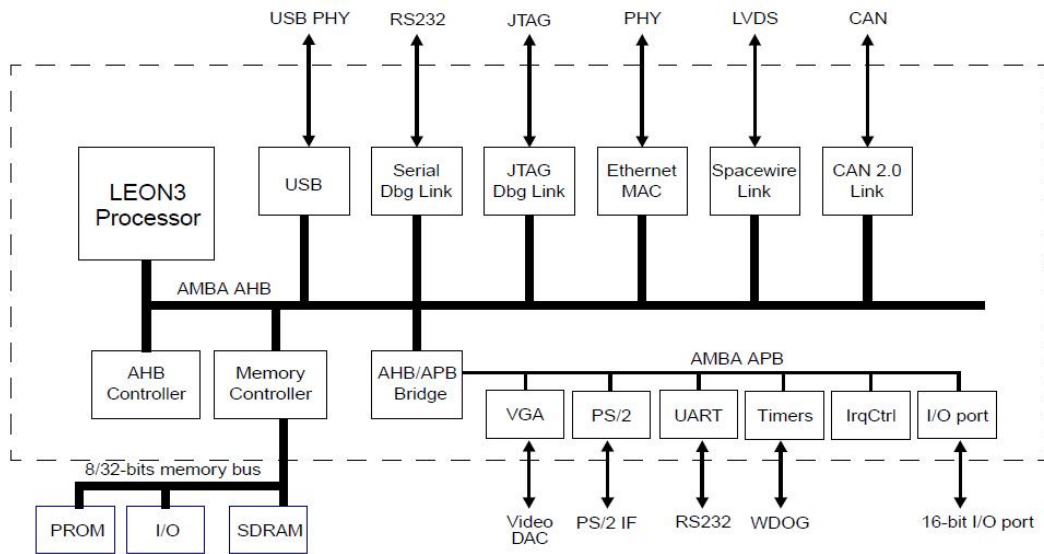 USB PHY
RS232
JTAG
PHY
LVDS
CAN
LEON3
Processor
USB
Serial
Dbg Link
JTAG
Dbg Link
Ethernet
MAC
Spacewire
Link
CAN 2.0
Link
AMBA AHB
AHB
Controller
Memory
Controller
AHB/APB
Bridge
AMBA APB
VGA
PS/2
UART
Timers
IrqCtrl
I/O port
8/32-bits memory bus
PROM
I/O
SDRAM
Video
DAC
PS/2 IF
RS232
WDOG
16-bit I/O port